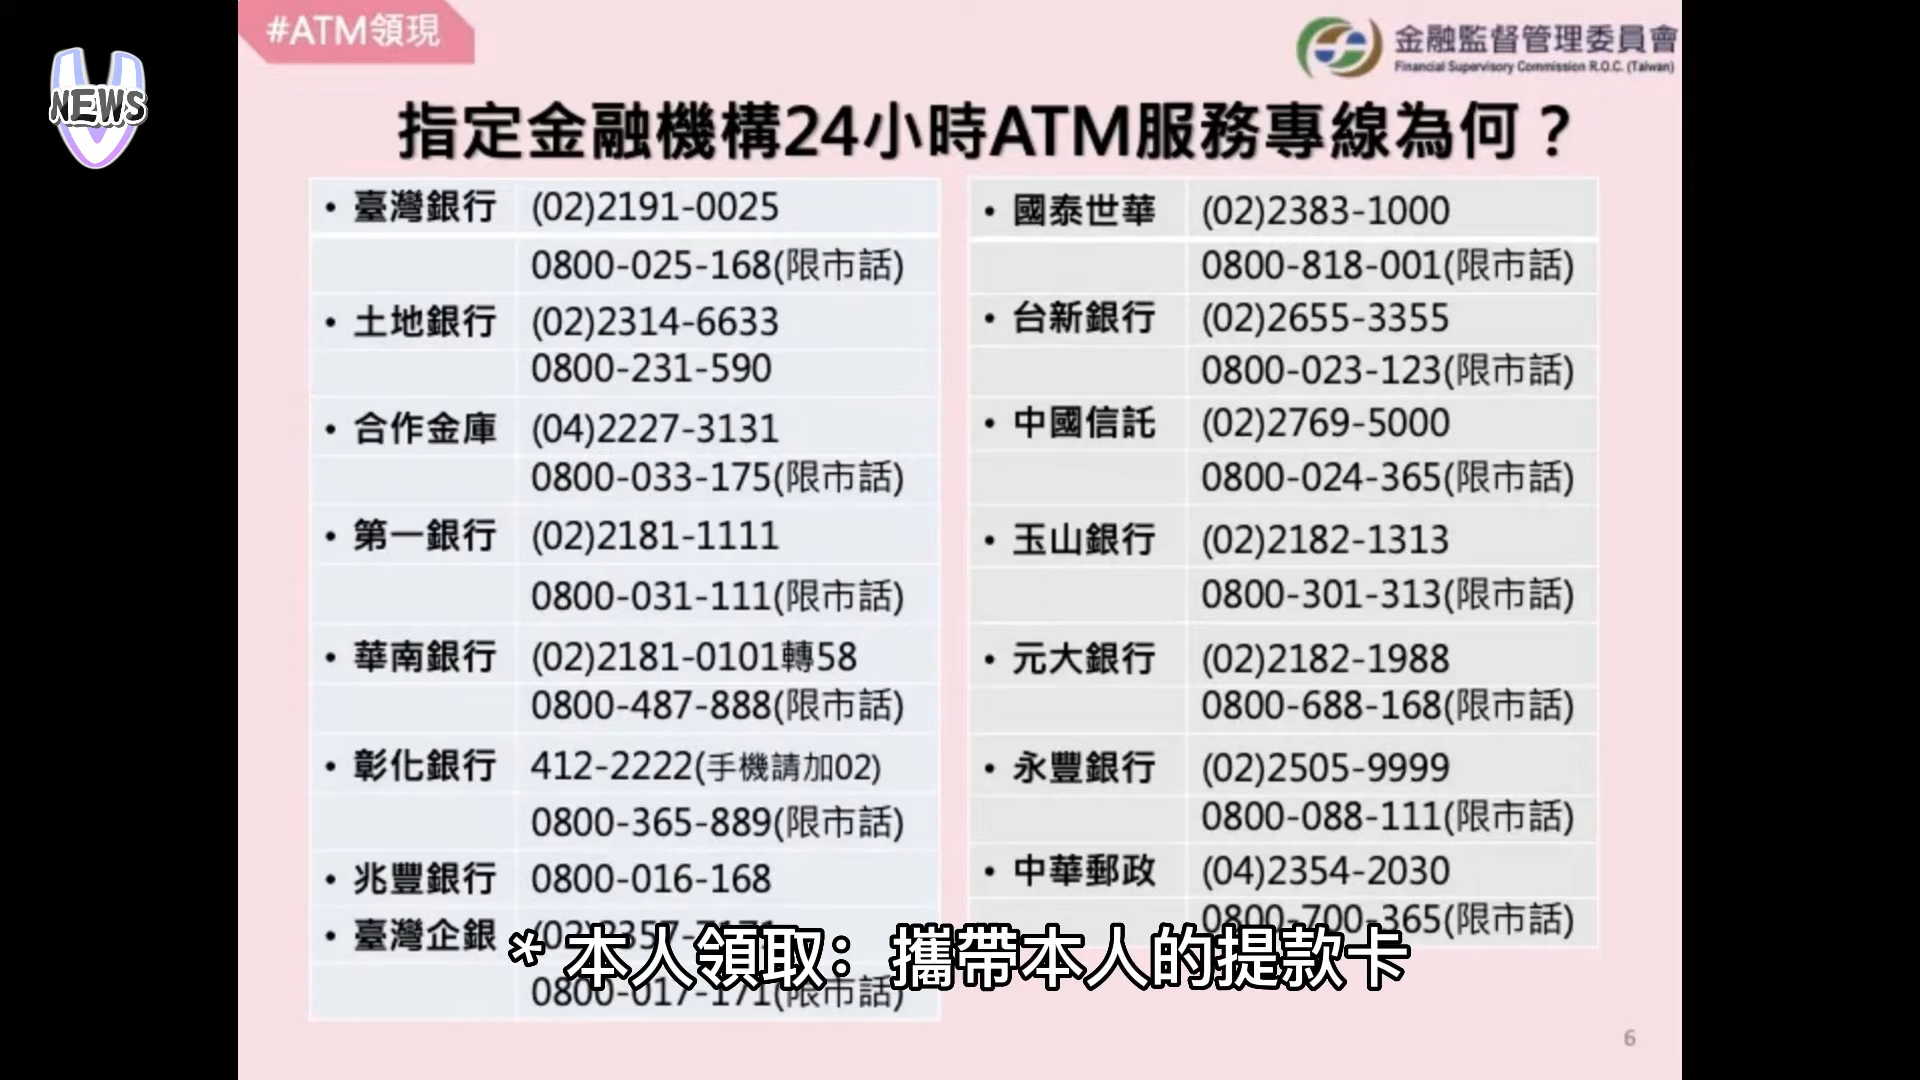 #ATM領現
NEWS
金融監督管理委員會
Financial Supervisory Commission R.O.C. (Taiwan)
指定金融機構24小時ATM服務專線為何？
• 臺灣銀行 (02)2191-0025
0800-025-168(限市話)
• 土地銀行 (02)2314-6633
0800-231-590
• 合作金庫 (04)2227-3131
0800-033-175(限市話)
• 第一銀行 (02)2181-1111
0800-031-111(限市話)
• 華南銀行 (02)2181-0101轉58
0800-487-888(限市話)
• 彰化銀行 412-2222(手機請加02)
0800-365-889(限市話)
• 兆豐銀行 0800-016-168
• 臺灣企銀
0800-017-171(限市話)
• 國泰世華 (02)2383-1000
0800-818-001(限市話)
• 台新銀行 (02)2655-3355
0800-023-123(限市話)
• 中國信託 (02)2769-5000
0800-024-365(限市話)
• 玉山銀行 (02)2182-1313
0800-301-313(限市話)
• 元大銀行 (02)2182-1988
0800-688-168(限市話)
• 永豐銀行 (02)2505-9999
0800-088-111(限市話)
• 中華郵政 (04)2354-2030
0800-700-365(限市話)
* 本人領取：攜帶本人的提款卡
6